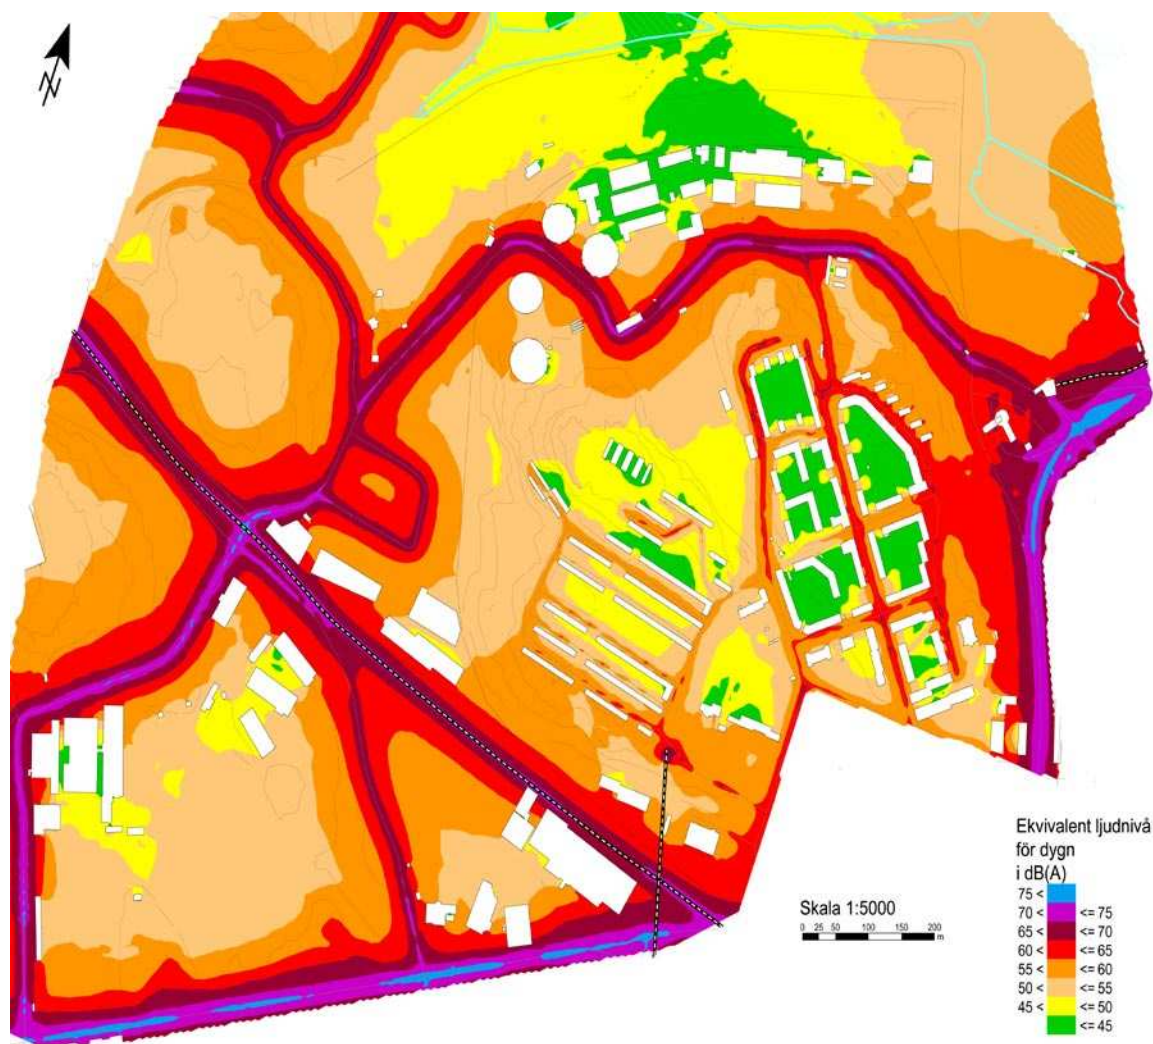 N
Ekvivalent ljudnivå
för dygn
i dB(A)
75 <
70 < <= 75
65 < <= 70
60 < <= 65
55 < <= 60
50 < <= 55
45 < <= 50
<= 45
Skala 1:5000
0 25 50 100 150 200
m